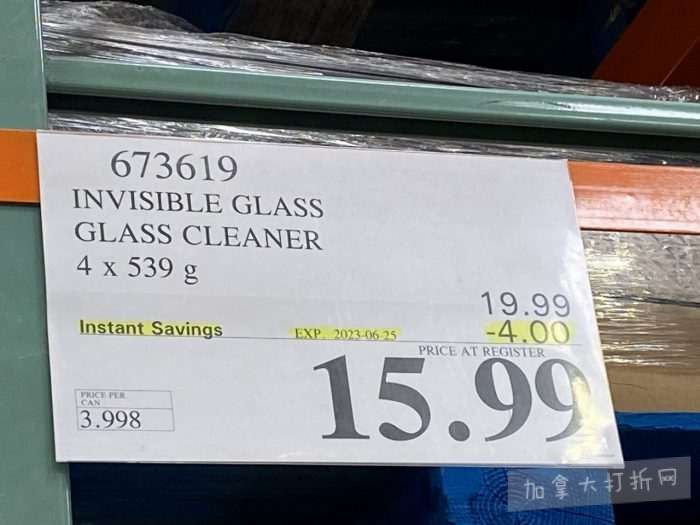 673619
INVISIBLE GLASS
GLASS CLEANER
4 x 539 g
19.99
Instant Savings EXP. 2023-06-25 -4.00
PRICE AT REGISTER
15.99
PRICE PER
CAN
3.998
加拿大打折网